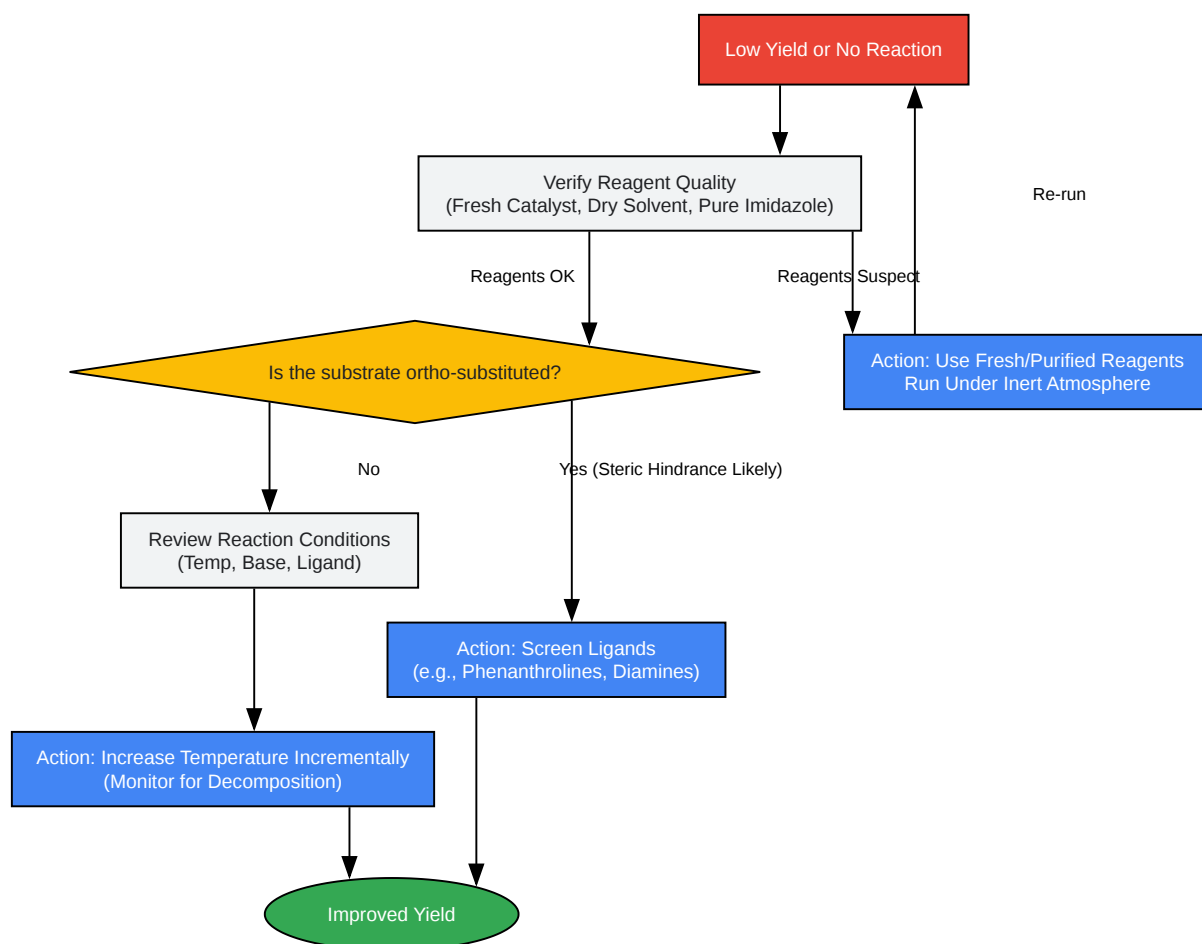 Low Yield or No Reaction
Verify Reagent Quality
(Fresh Catalyst, Dry Solvent, Pure Imidazole)
Re-run
Reagents OK
Reagents Suspect
Is the substrate ortho-substituted?
Action: Use Fresh/Purified Reagents
Run Under Inert Atmosphere
No
Yes (Steric Hindrance Likely)
Review Reaction Conditions
(Temp, Base, Ligand)
Action: Screen Ligands
(e.g., Phenanthrolines, Diamines)
Action: Increase Temperature Incrementally
(Monitor for Decomposition)
Improved Yield